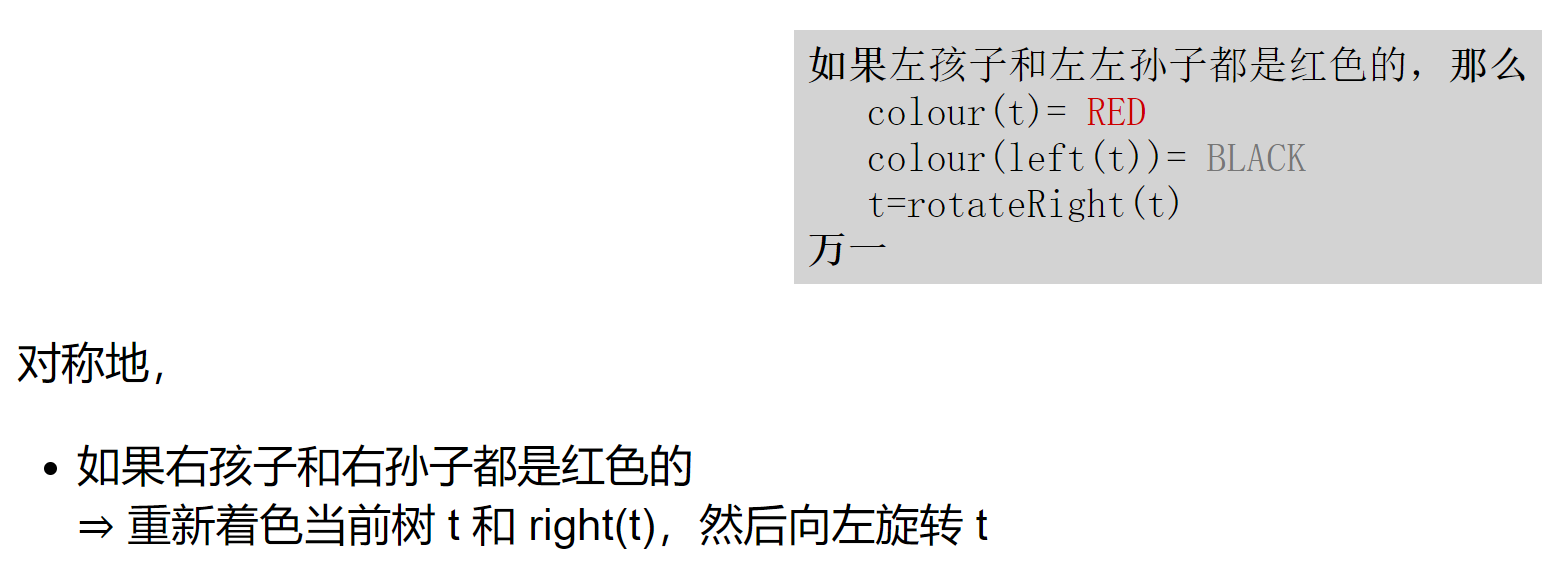 如果左孩子和左左孙子都是红色的，那么
colour(t)= RED
colour(left(t))= BLACK
t=rotateRight(t)
万一
对称地，
• 如果右孩子和右孙子都是红色的
⇒ 重新着色当前树 t 和 right(t)，然后向左旋转 t